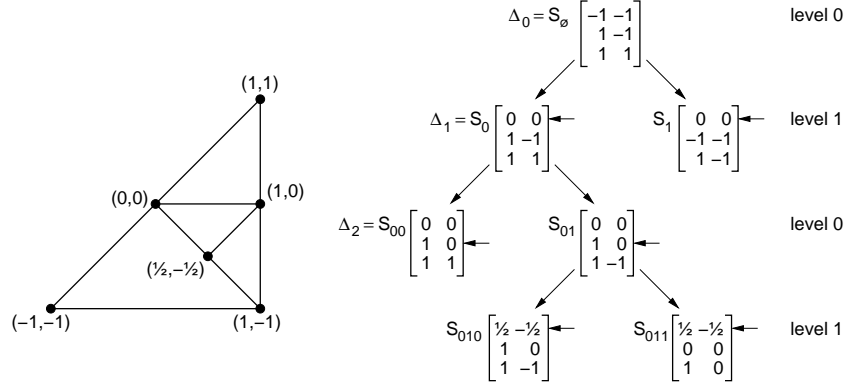 Δ0 = Sø [−1 −1
1 −1
1 1]
level 0
(1,1)
Δ1 = S0 [0 0
1 −1
1 1]
S1 [0 0
−1 −1
1 −1]
level 1
(0,0)
(1,0)
Δ2 = S00 [0 0
1 0
1 1]
S01 [0 0
1 0
1 −1]
level 0
(½,−½)
(−1,−1)
(1,−1)
S010 [½ −½
1 0
1 −1]
S011 [½ −½
0 0
1 0]
level 1